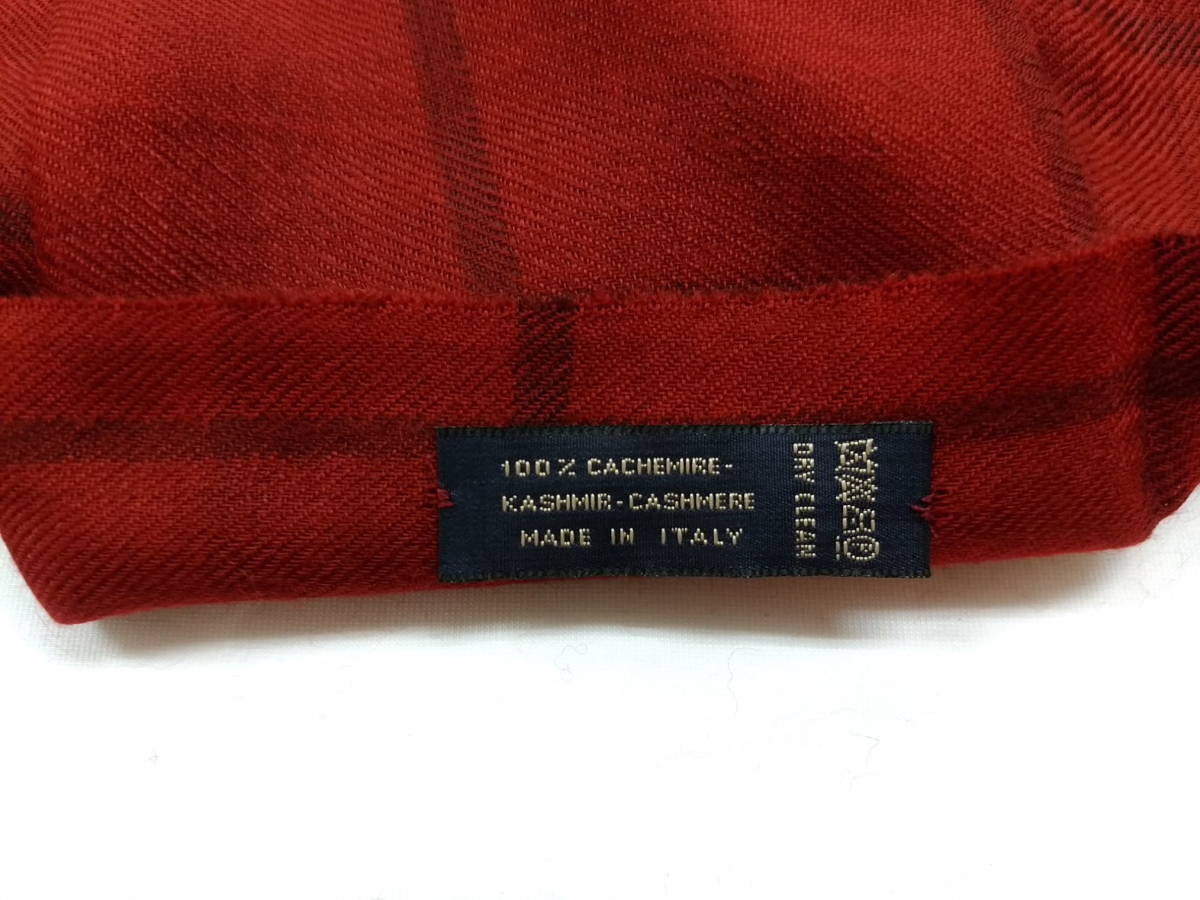 100% CACHEMIRE-
KASHMIR-CASHMERE
MADE IN ITALY
DRY CLEAN